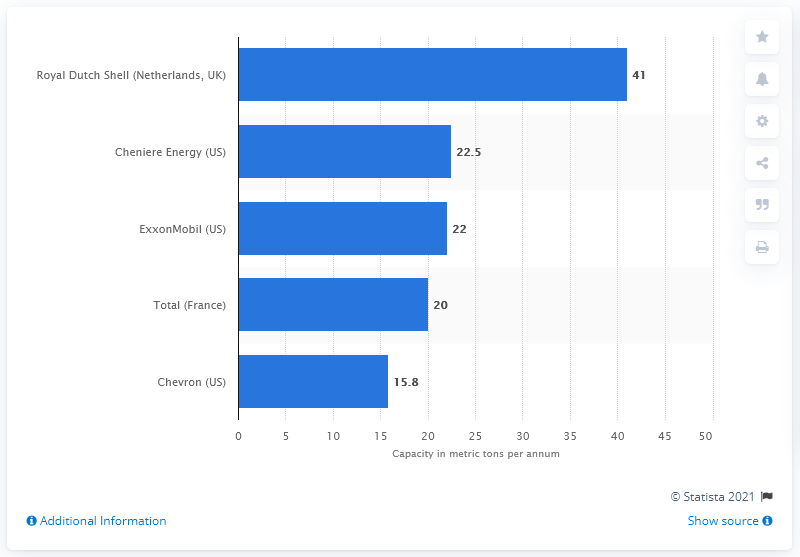 Royal Dutch Shell (Netherlands, UK) 41
Cheniere Energy (US) 22.5
ExxonMobil (US) 22
Total (France) 20
Chevron (US) 15.8
0 5 10 15 20 25 30 35 40 45 50
Capacity in metric tons per annum
© Statista 2021
Additional Information Show source